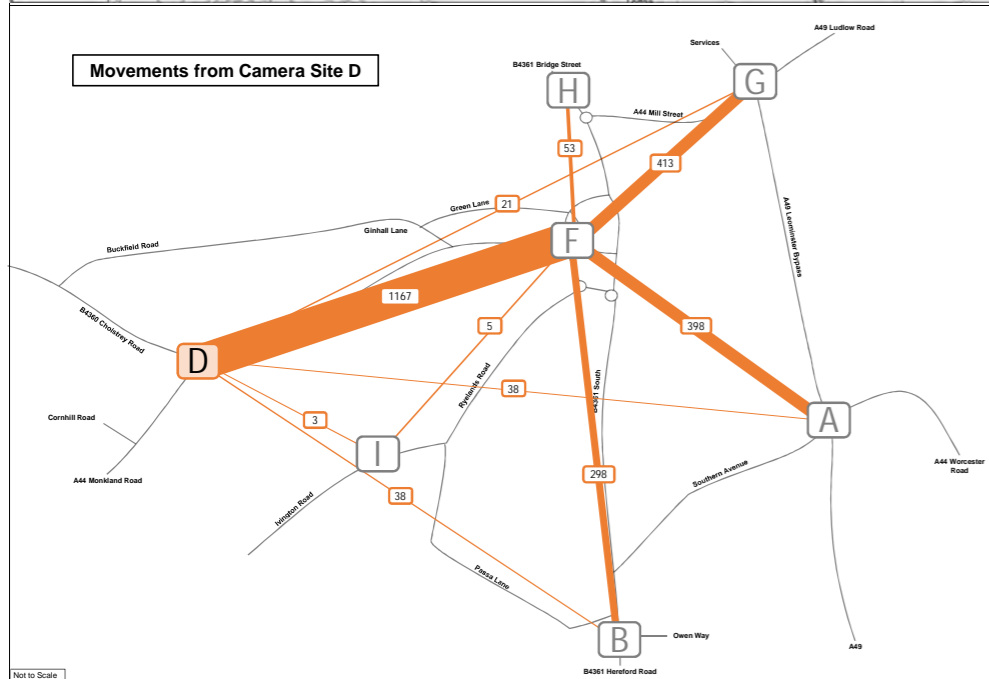 Movements from Camera Site D
A49 Ludlow Road
Services
B4361 Bridge Street
G
H
A44 Mill Street
53
413
21
Green Lane
Ginhall Lane
A49 Leominster Bypass
F
Buckfield Road
1167
B4360 Cholstrey Road
5
398
D
Ryelands Road
38
B4361 South
Cornhill Road
3
A
I
A44 Monkland Road
A44 Worcester
Road
Southern Avenue
298
38
Ivington Road
Passa Lane
B
Owen Way
A49
B4361 Hereford Road
Not to Scale